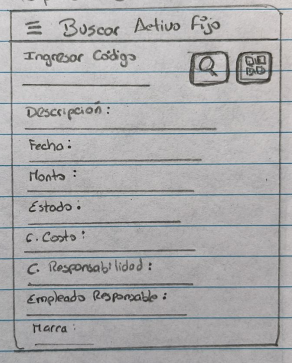 Buscar Activo Fijo
Ingresar Código
Descripción:
Fecha:
Monto:
Estado:
C. Costo:
C. Responsabilidad:
Empleado Responsable:
Marca: